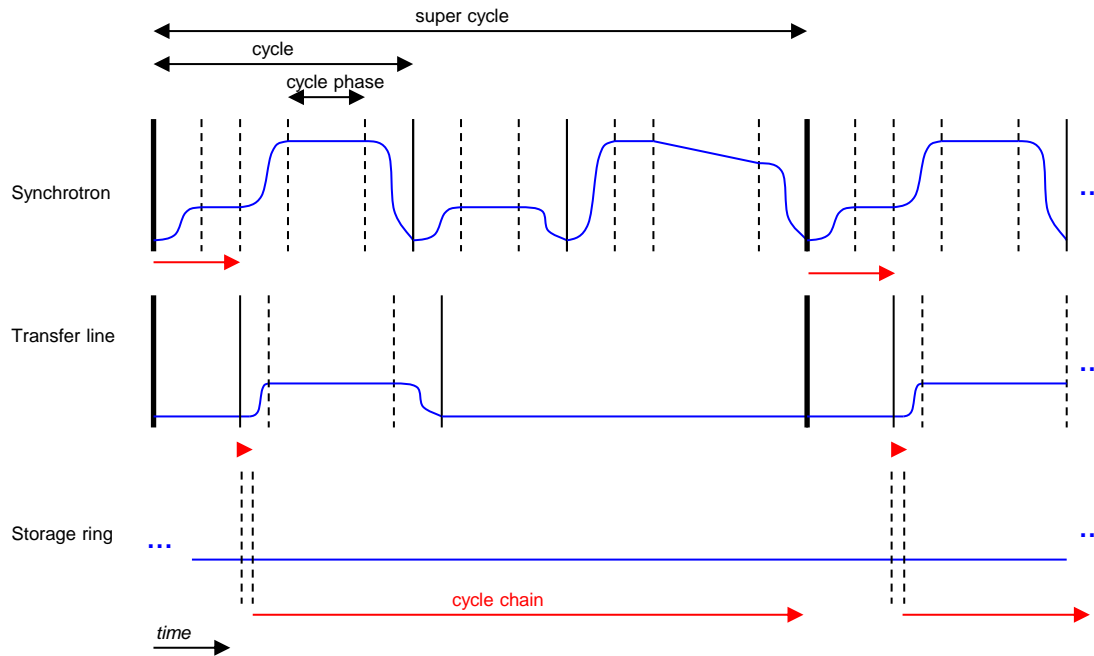 super cycle
cycle
cycle phase
Synchrotron
..
Transfer line
..
Storage ring
...
..
cycle chain
time